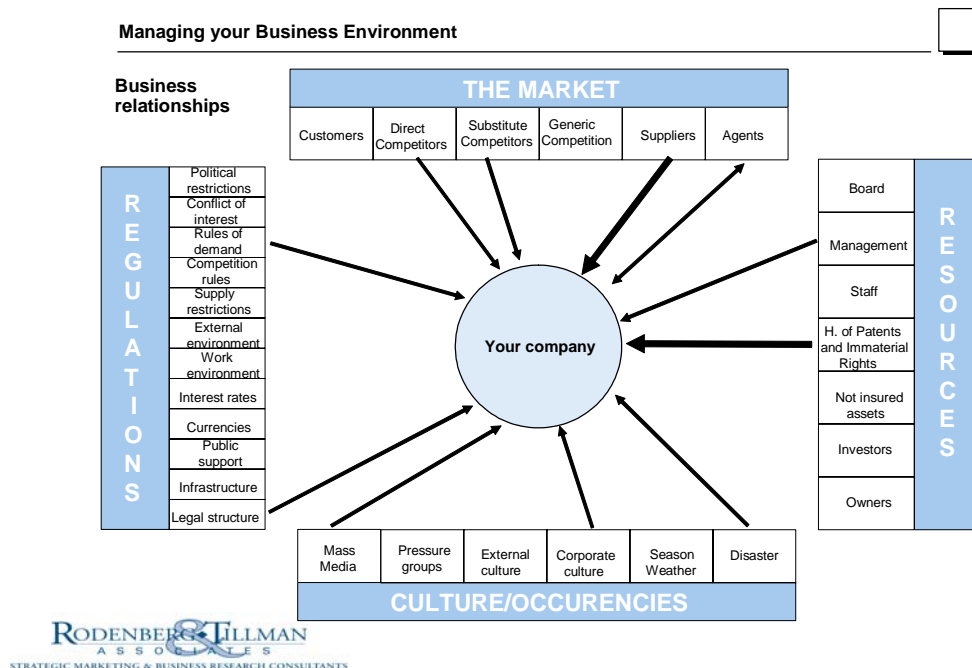 Managing your Business Environment
Business
relationships
THE MARKET
Customers
Direct
Competitors
Substitute
Competitors
Generic
Competition
Suppliers
Agents
REGULATIONS
Political
restrictions
Conflict of
interest
Rules of
demand
Competition
rules
Supply
restrictions
External
environment
Work
environment
Interest rates
Currencies
Public
support
Infrastructure
Legal structure
Your company
Board
Management
Staff
H. of Patents
and Immaterial
Rights
Not insured
assets
Investors
Owners
RESOURCES
Mass
Media
Pressure
groups
External
culture
Corporate
culture
Season
Weather
Disaster
CULTURE/OCCURENCIES
RODENBERG & TILLMAN
ASSOCIATES
STRATEGIC MARKETING & BUSINESS RESEARCH CONSULTANTS